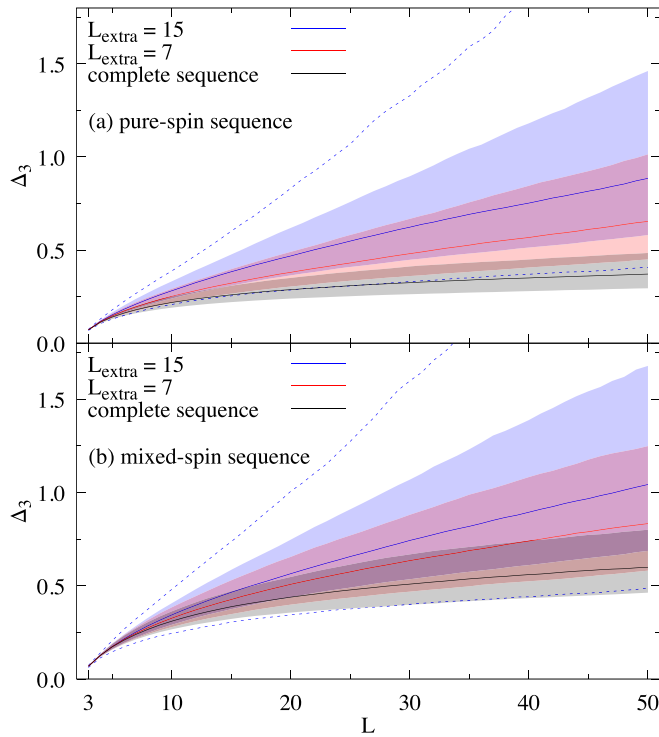 L_extra = 15
L_extra = 7
complete sequence
(a) pure-spin sequence
Δ_3
1.5
1.0
0.5
0.0
L_extra = 15
L_extra = 7
complete sequence
(b) mixed-spin sequence
Δ_3
1.5
1.0
0.5
0.0
3 10 20 30 40 50
L